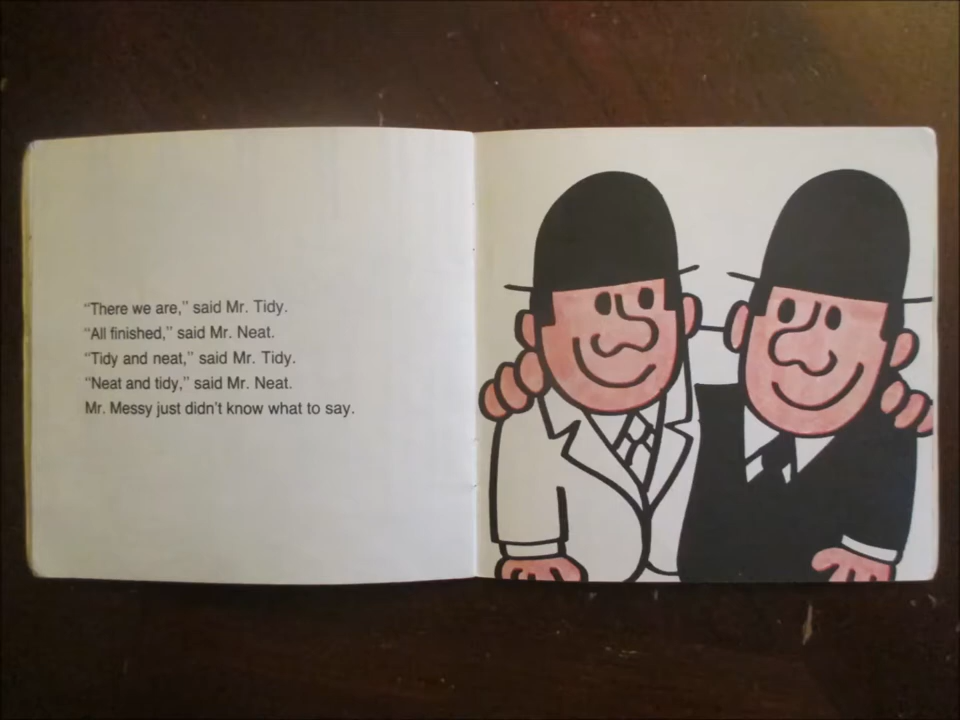 “There we are,” said Mr. Tidy.
“All finished,” said Mr. Neat.
“Tidy and neat,” said Mr. Tidy.
“Neat and tidy,” said Mr. Neat.
Mr. Messy just didn’t know what to say.